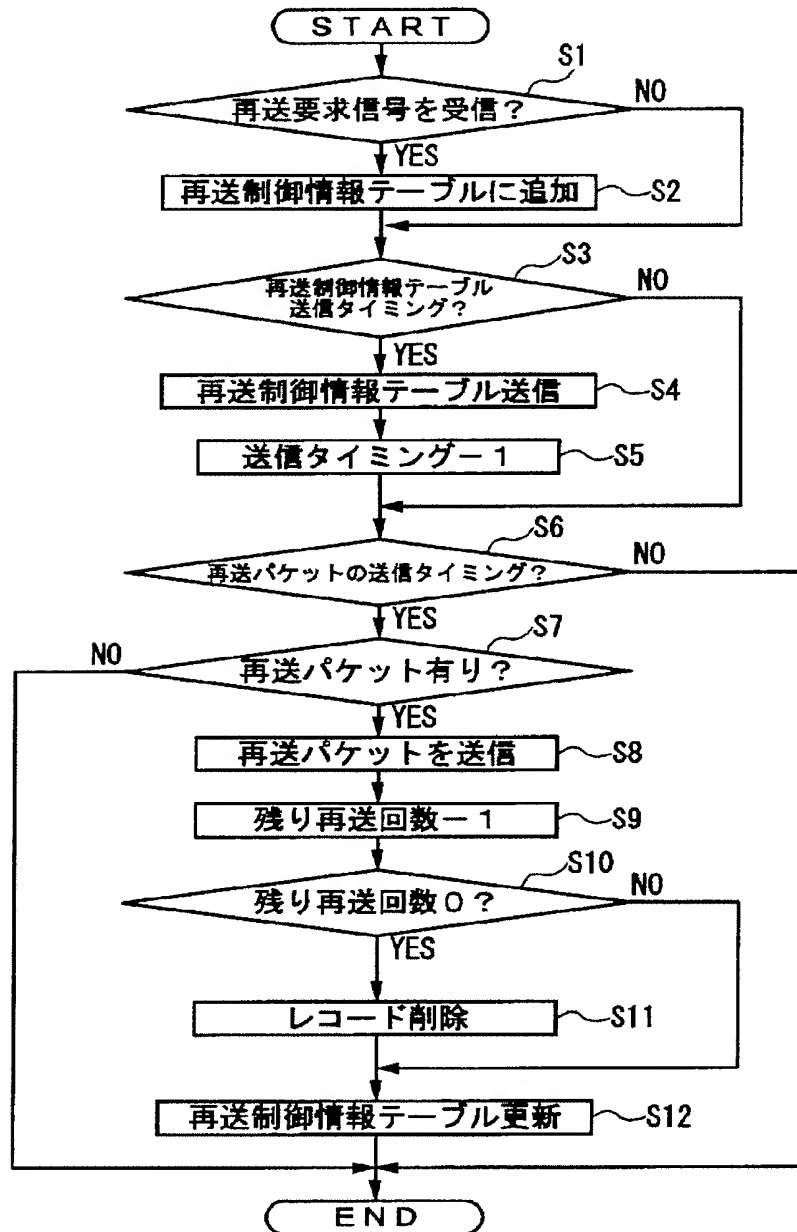 START
S1
再送要求信号を受信?
NO
YES
再送制御情報テーブルに追加
S2
S3
再送制御情報テーブル
送信タイミング?
NO
YES
再送制御情報テーブル送信
S4
送信タイミングー1
S5
S6
再送パケットの送信タイミング?
NO
YES
S7
NO
再送パケット有り?
YES
再送パケットを送信
S8
残り再送回数ー1
S9
S10
残り再送回数0?
NO
YES
レコード削除
S11
再送制御情報テーブル更新
S12
END